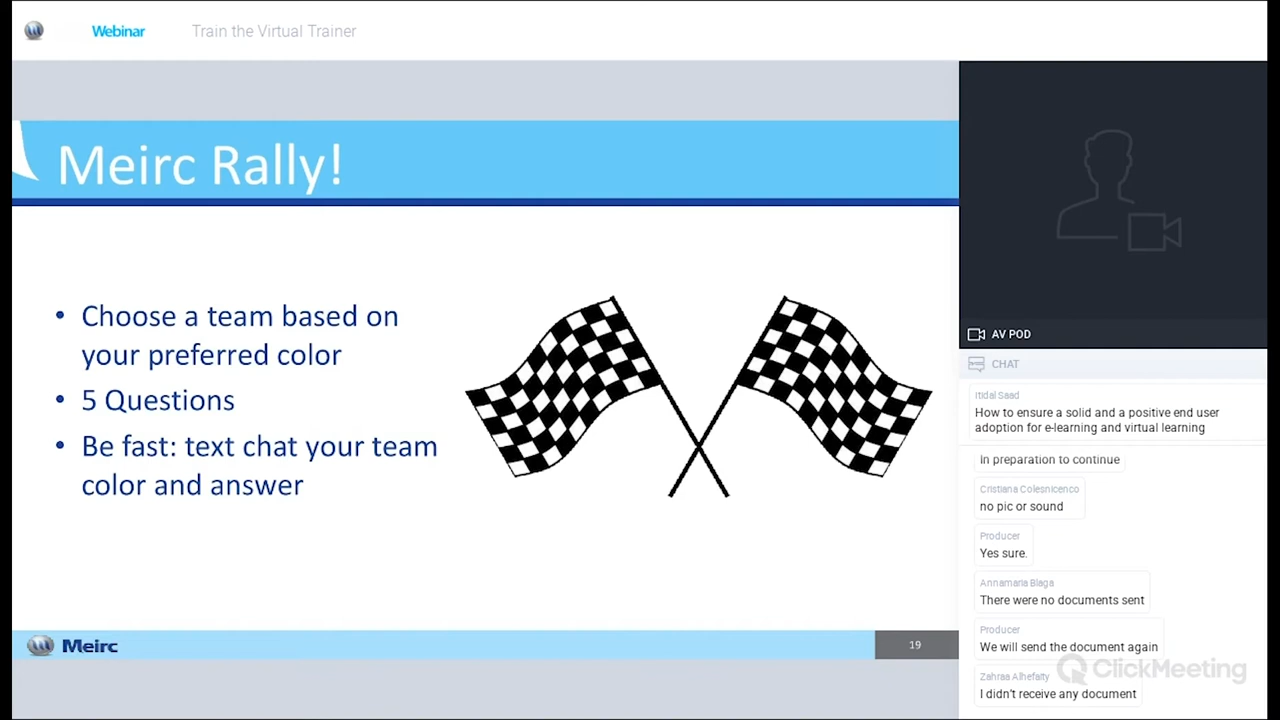 Webinar
Train the Virtual Trainer
Meirc Rally!
• Choose a team based on
your preferred color
• 5 Questions
• Be fast: text chat your team
color and answer
Meirc
19
AV POD
CHAT
Itidal Saad
How to ensure a solid and a positive end user
adoption for e-learning and virtual learning
In preparation to continue
Cristiana Colesnicenco
no pic or sound
Producer
Yes sure.
Annamaria Blaga
There were no documents sent
Producer
We will send the document again
ClickMeeting
Zahraa Alhefaity
I didn't receive any document